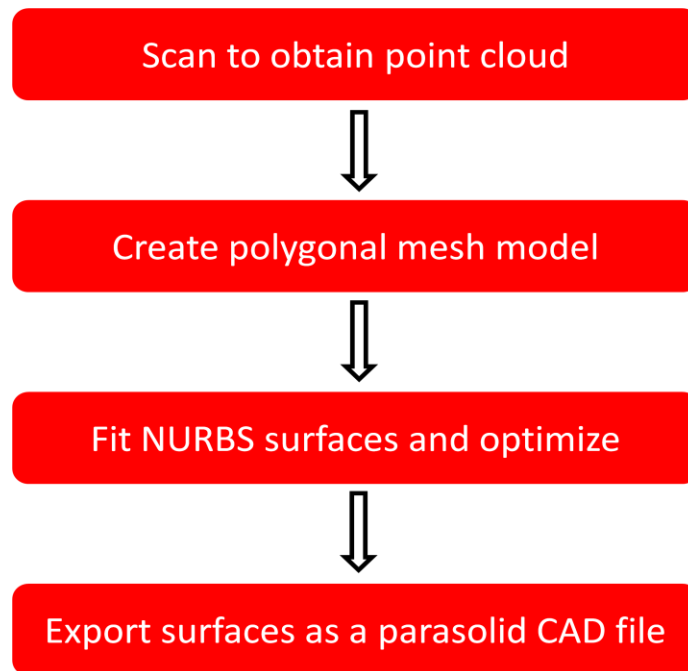 Scan to obtain point cloud
Create polygonal mesh model
Fit NURBS surfaces and optimize
Export surfaces as a parasolid CAD file